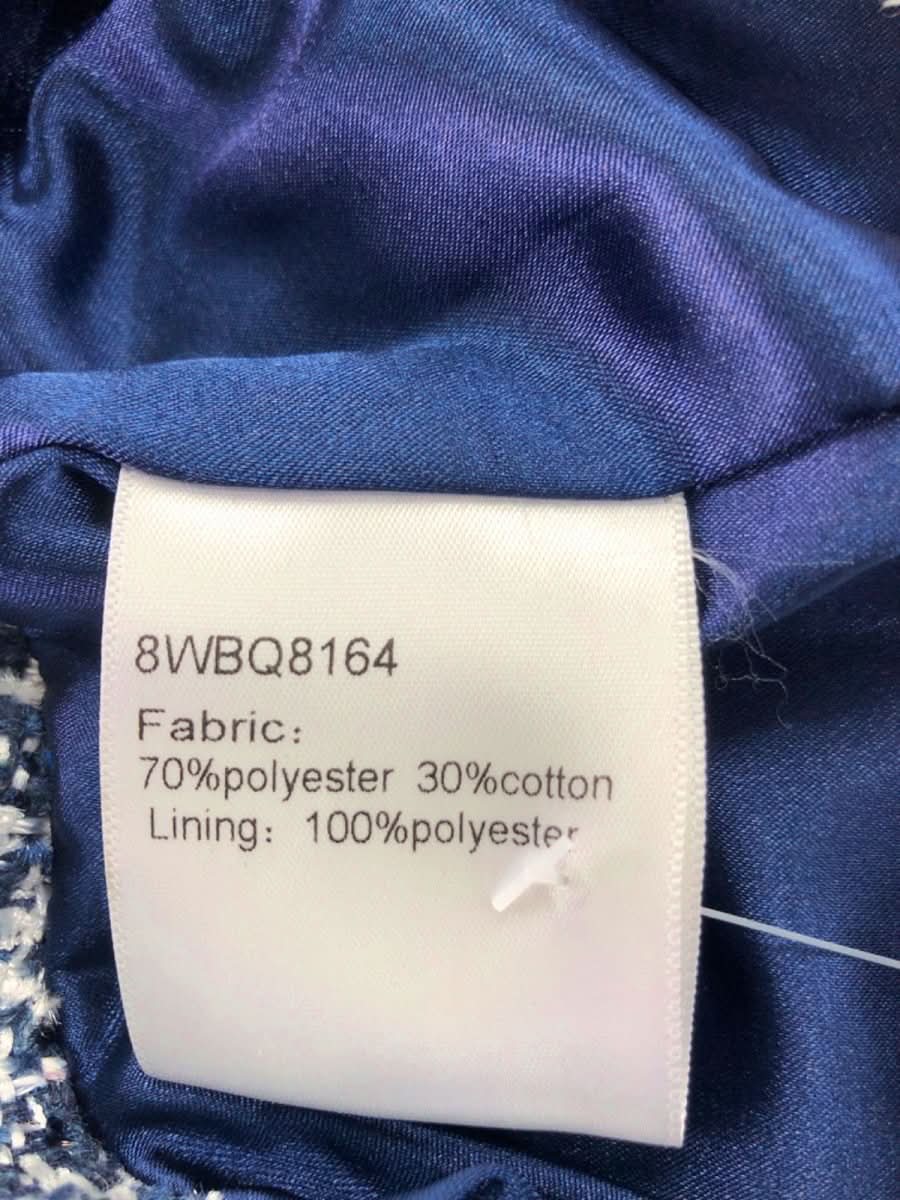 8WBQ8164
Fabric:
70%polyester 30%cotton
Lining: 100%polyester